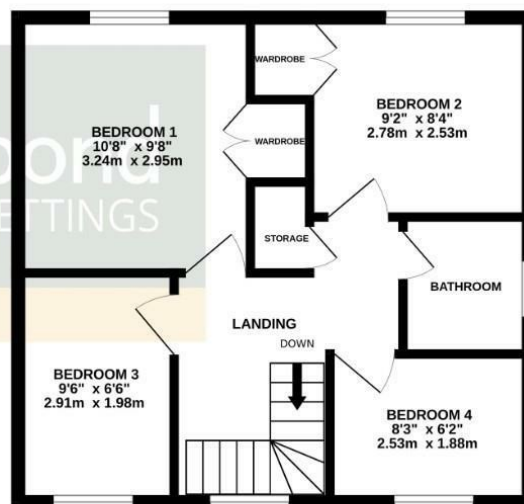 WARDROBE
BEDROOM 2
9'2" x 8'4"
2.78m x 2.53m
BEDROOM 1
10'8" x 9'8"
3.24m x 2.95m
WARDROBE
bond
ETTINGS
STORAGE
BATHROOM
LANDING
DOWN
BEDROOM 3
9'6" x 6'6"
2.91m x 1.98m
BEDROOM 4
8'3" x 6'2"
2.53m x 1.88m